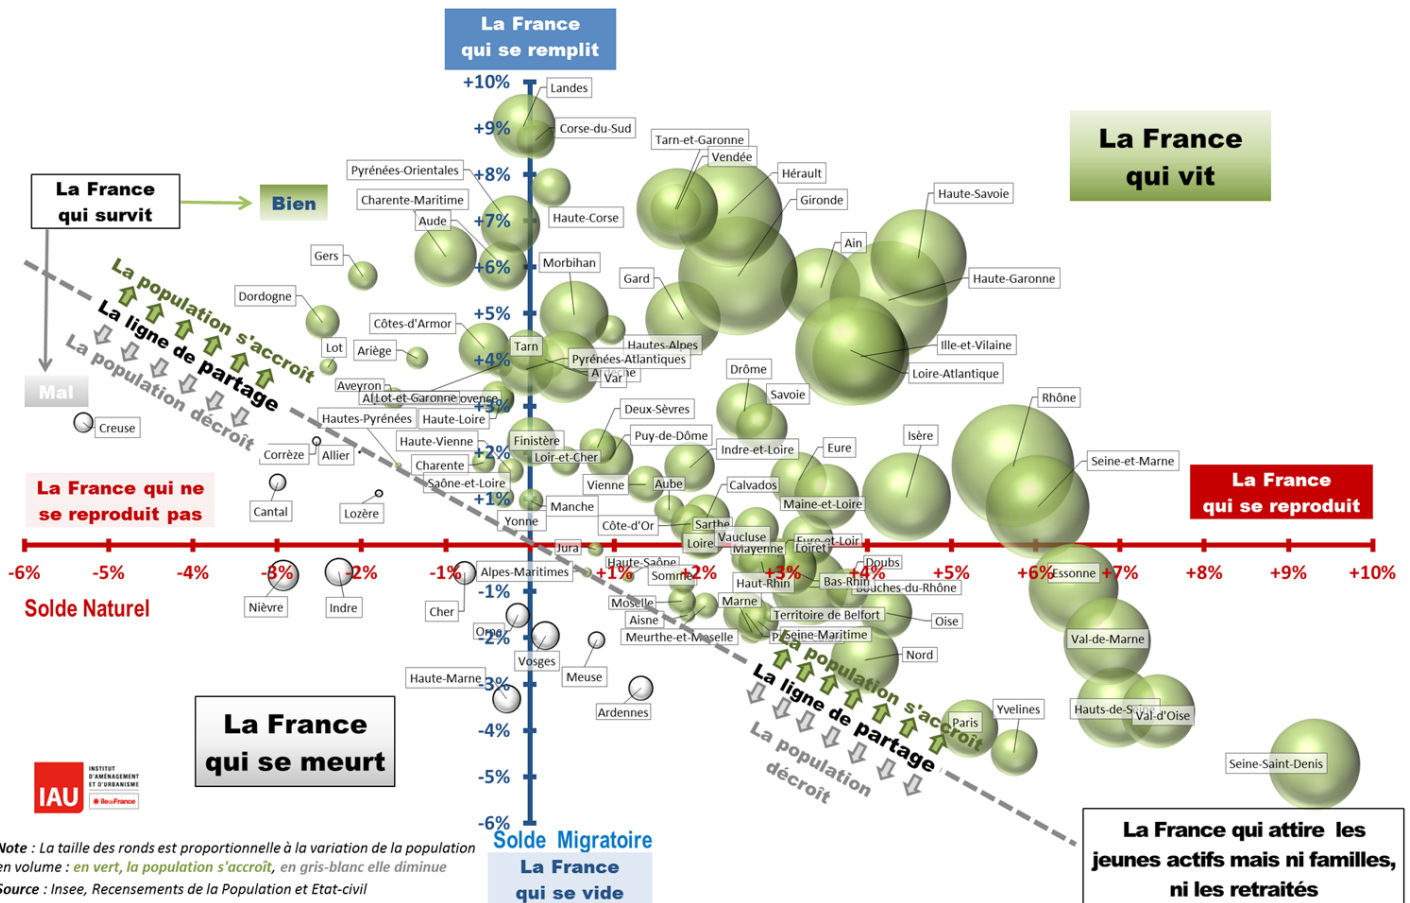 La France
qui se remplit
+10%
Landes
+9%
Corse-du-Sud
Tarn-et-Garonne
Vendée
La France
qui vit
Pyrénées-Orientales
+8%
Hérault
La France
qui survit
Bien
Charente-Maritime
Gironde
Haute-Savoie
Aude
+7%
Haute-Corse
Ain
Gers
+6%
Morbihan
Gard
Haute-Garonne
La population s'accroît
La ligne de partage
La population décroît
Dordogne
+5%
Côtes-d'Armor
Lot
Ariège
Tarn
Hautes-Alpes
Ille-et-Vilaine
+4%
Pyrénées-Atlantiques
Ardèche
Var
Loire-Atlantique
Drôme
Mal
Aveyron
Lot-et-Garonne
Savoie
Rhône
+3%
Hautes-Pyrénées
Haute-Loire
Deux-Sèvres
Creuse
Haute-Vienne
Finistère
Puy-de-Dôme
Isère
Corrèze
Allier
+2%
Loir-et-Cher
Indre-et-Loire
Eure
Charente
Seine-et-Marne
Saône-et-Loire
Vienne
Aube
Calvados
La France qui ne
se reproduit pas
La France
qui se reproduit
Cantal
Lozère
+1%
Manche
Maine-et-Loire
Yonne
Côte-d'Or
Sarthe
Vaucluse
Loire
Eure-et-Loir
Jura
Mayenne
Loiret
-6%
-5%
-4%
-3%
-2%
-1%
+1%
+2%
+3%
+4%
+5%
+6%
+7%
+8%
+9%
+10%
Haute-Saône
Doubs
Alpes-Maritimes
Somme
Haut-Rhin
Bas-Rhin
Bouches-du-Rhône
Essonne
Solde Naturel
Nièvre
Indre
Cher
-1%
Moselle
Marne
Aisne
Territoire de Belfort
Oise
Orne
-2%
Meurthe-et-Moselle
Seine-Maritime
Val-de-Marne
Vosges
Nord
Meuse
Haute-Marne
-3%
Ardennes
La population s'accroît
La ligne de partage
La population
décroît
Hauts-de-Seine
Val-d'Oise
Paris
Yvelines
La France
qui se meurt
-4%
Seine-Saint-Denis
-5%
IAU
INSTITUT
D'AMÉNAGEMENT
ET D'URBANISME
île de France
-6%
Solde Migratoire
La France
qui se vide
La France qui attire les
jeunes actifs mais ni familles,
ni les retraités
Note : La taille des ronds est proportionnelle à la variation de la population
en volume : en vert, la population s'accroît, en gris-blanc elle diminue
Source : Insee, Recensements de la Population et Etat-civil